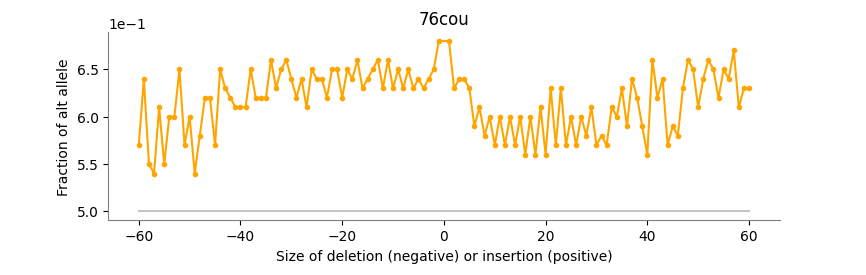 76cou
1e−1
6.5
6.0
5.5
5.0
Fraction of alt allele
−60 −40 −20 0 20 40 60
Size of deletion (negative) or insertion (positive)